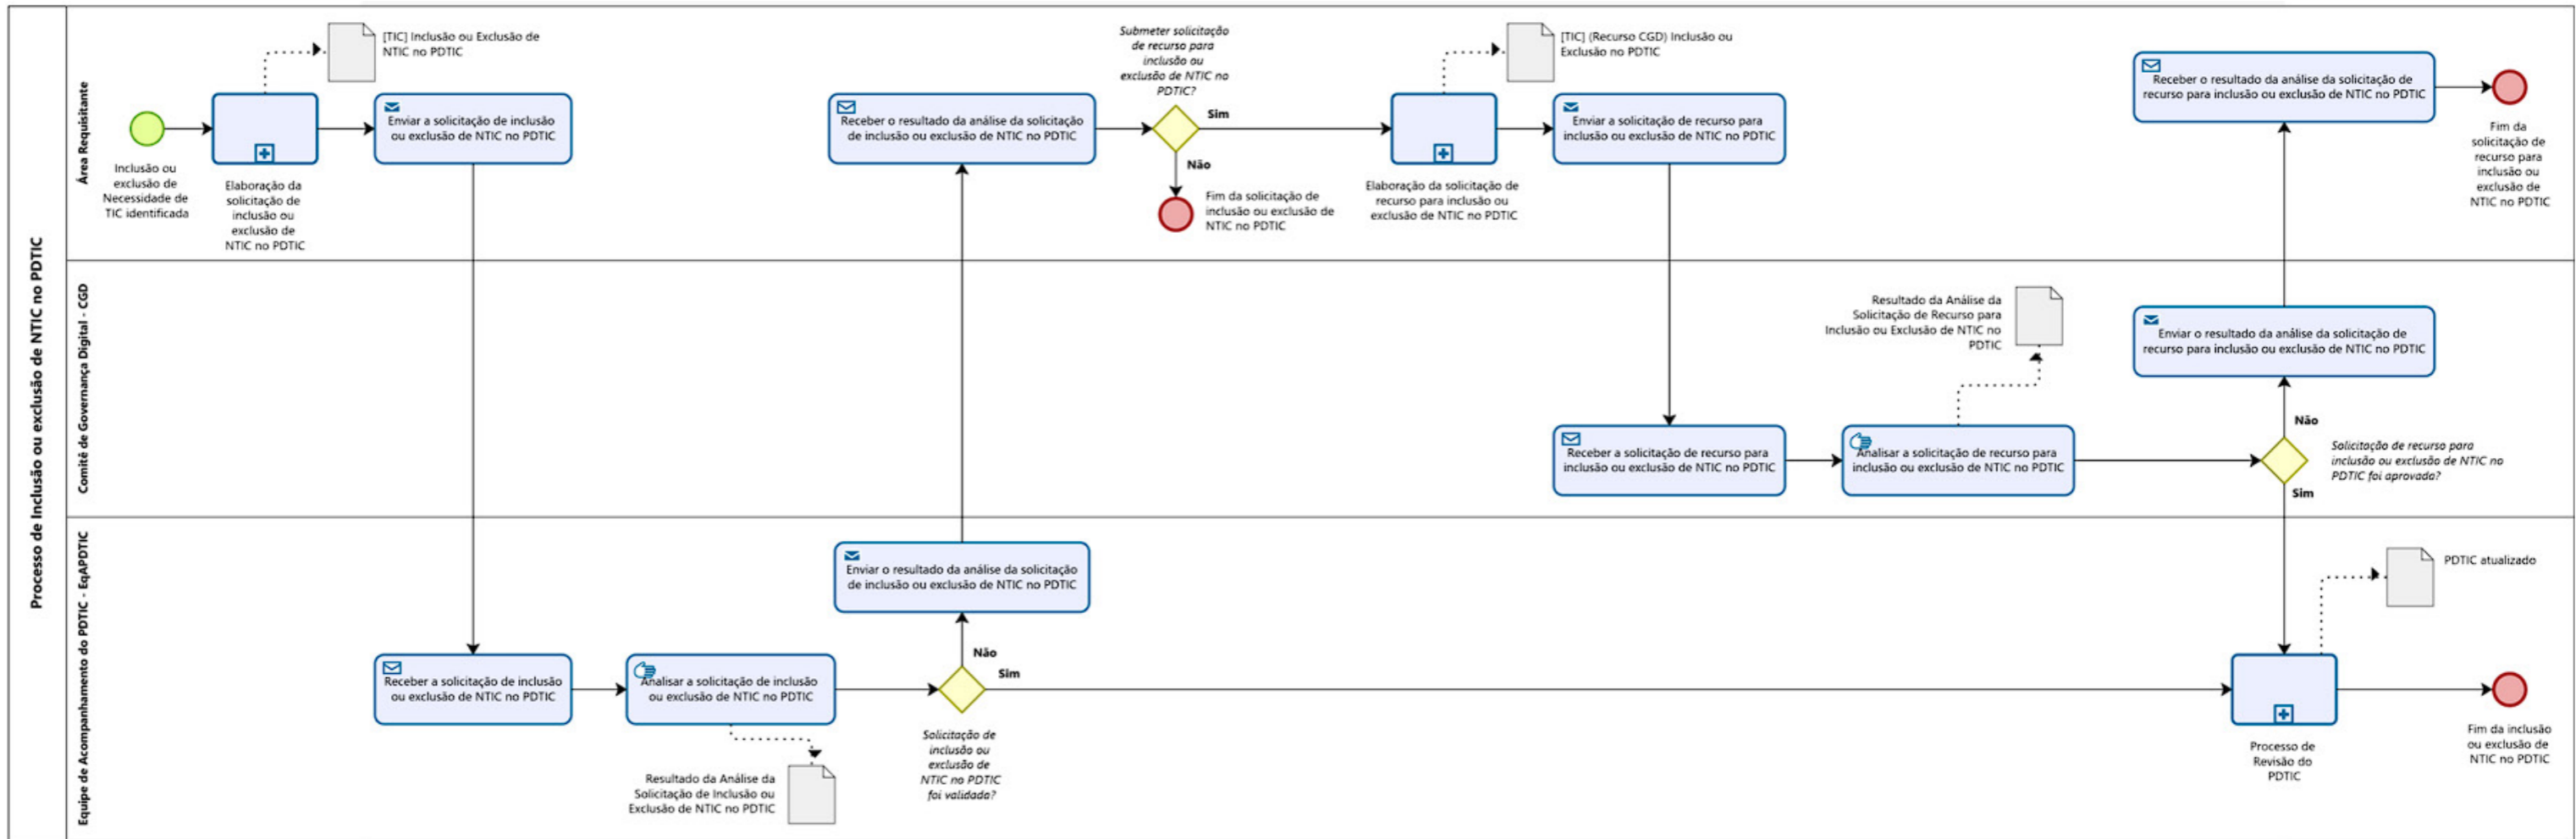 Processo de Inclusão ou exclusão de NTIC no PDTIC
Área Requisitante
Inclusão ou
exclusão de
Necessidade de
TIC identificada
[TIC] Inclusão ou Exclusão de
NTIC no PDTIC
Elaboração da
solicitação de
inclusão ou
exclusão de
NTIC no PDTIC
Enviar a solicitação de inclusão
ou exclusão de NTIC no PDTIC
Receber o resultado da análise da solicitação
de inclusão ou exclusão de NTIC no PDTIC
Submeter solicitação
de recurso para
inclusão ou
exclusão de NTIC no
PDTIC?
Sim
Não
Fim da solicitação de
inclusão ou exclusão de
NTIC no PDTIC
[TIC] (Recurso CGD) Inclusão ou
Exclusão no PDTIC
Elaboração da solicitação de
recurso para inclusão ou
exclusão de NTIC no PDTIC
Enviar a solicitação de recurso para
inclusão ou exclusão de NTIC no PDTIC
Receber o resultado da análise da solicitação de
recurso para inclusão ou exclusão de NTIC no PDTIC
Fim da
solicitação de
recurso para
inclusão ou
exclusão de
NTIC no PDTIC
Comitê de Governança Digital - CGD
Receber a solicitação de recurso para
inclusão ou exclusão de NTIC no PDTIC
Analisar a solicitação de recurso para
inclusão ou exclusão de NTIC no PDTIC
Resultado da Análise da
Solicitação de Recurso para
Inclusão ou Exclusão de NTIC no
PDTIC
Enviar o resultado da análise da solicitação de
recurso para inclusão ou exclusão de NTIC no PDTIC
Não
Solicitação de recurso para
inclusão ou exclusão de NTIC no
PDTIC foi aprovada?
Sim
Equipe de Acompanhamento do PDTIC - EqAPDTIC
Receber a solicitação de inclusão
ou exclusão de NTIC no PDTIC
Analisar a solicitação de inclusão
ou exclusão de NTIC no PDTIC
Resultado da Análise da
Solicitação de Inclusão ou
Exclusão de NTIC no PDTIC
Enviar o resultado da análise da solicitação
de inclusão ou exclusão de NTIC no PDTIC
Não
Sim
Solicitação de
inclusão ou
exclusão de
NTIC no PDTIC
foi validada?
PDTIC atualizado
Processo de
Revisão do
PDTIC
Fim da inclusão
ou exclusão de
NTIC no PDTIC